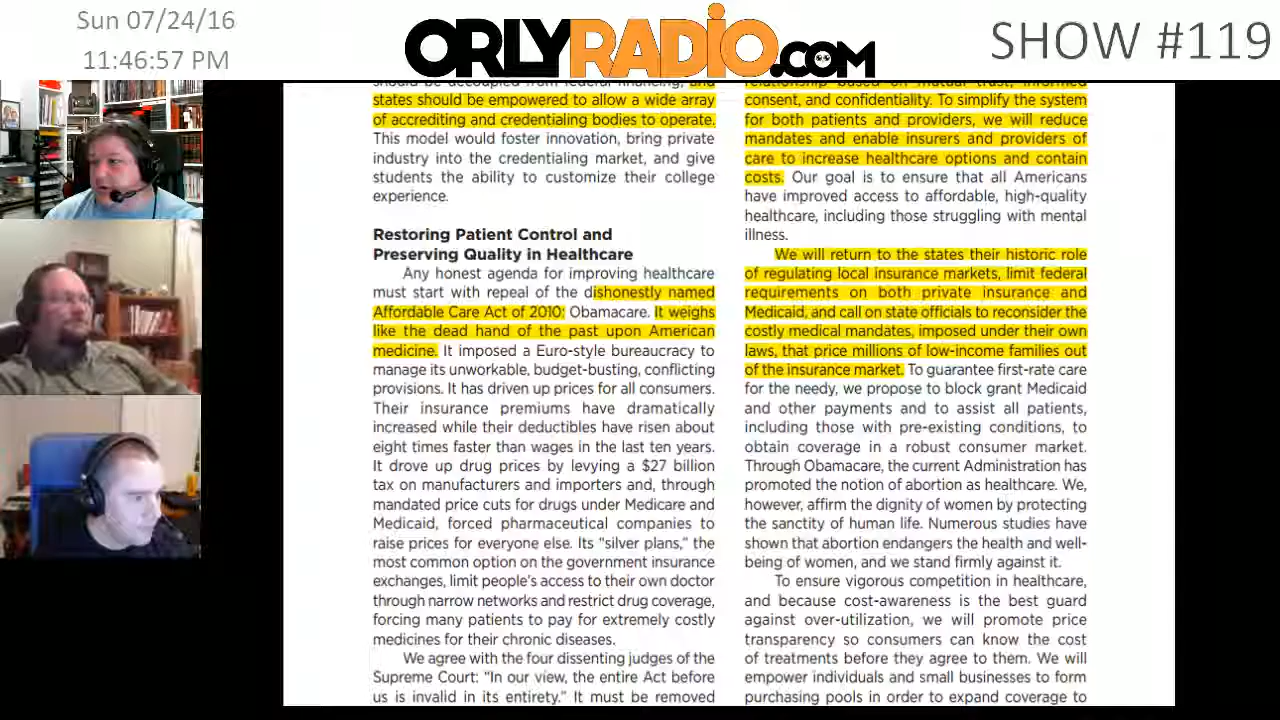 Sun 07/24/16
11:46:57 PM
ORLYRADiO.COM
SHOW #119
should be decoupled from federal financing, and
states should be empowered to allow a wide array
of accrediting and credentialing bodies to operate.
This model would foster innovation, bring private
industry into the credentialing market, and give
students the ability to customize their college
experience.
Restoring Patient Control and
Preserving Quality in Healthcare
Any honest agenda for improving healthcare
must start with repeal of the dishonestly named
Affordable Care Act of 2010: Obamacare. It weighs
like the dead hand of the past upon American
medicine. It imposed a Euro-style bureaucracy to
manage its unworkable, budget-busting, conflicting
provisions. It has driven up prices for all consumers.
Their insurance premiums have dramatically
increased while their deductibles have risen about
eight times faster than wages in the last ten years.
It drove up drug prices by levying a $27 billion
tax on manufacturers and importers and, through
mandated price cuts for drugs under Medicare and
Medicaid, forced pharmaceutical companies to
raise prices for everyone else. Its “silver plans,” the
most common option on the government insurance
exchanges, limit people’s access to their own doctor
through narrow networks and restrict drug coverage,
forcing many patients to pay for extremely costly
medicines for their chronic diseases.
We agree with the four dissenting judges of the
Supreme Court: “In our view, the entire Act before
us is invalid in its entirety.” It must be removed
relationship based on mutual trust, informed
consent, and confidentiality. To simplify the system
for both patients and providers, we will reduce
mandates and enable insurers and providers of
care to increase healthcare options and contain
costs. Our goal is to ensure that all Americans
have improved access to affordable, high-quality
healthcare, including those struggling with mental
illness.
We will return to the states their historic role
of regulating local insurance markets, limit federal
requirements on both private insurance and
Medicaid, and call on state officials to reconsider the
costly medical mandates, imposed under their own
laws, that price millions of low-income families out
of the insurance market. To guarantee first-rate care
for the needy, we propose to block grant Medicaid
and other payments and to assist all patients,
including those with pre-existing conditions, to
obtain coverage in a robust consumer market.
Through Obamacare, the current Administration has
promoted the notion of abortion as healthcare. We,
however, affirm the dignity of women by protecting
the sanctity of human life. Numerous studies have
shown that abortion endangers the health and well-
being of women, and we stand firmly against it.
To ensure vigorous competition in healthcare,
and because cost-awareness is the best guard
against over-utilization, we will promote price
transparency so consumers can know the cost
of treatments before they agree to them. We will
empower individuals and small businesses to form
purchasing pools in order to expand coverage to